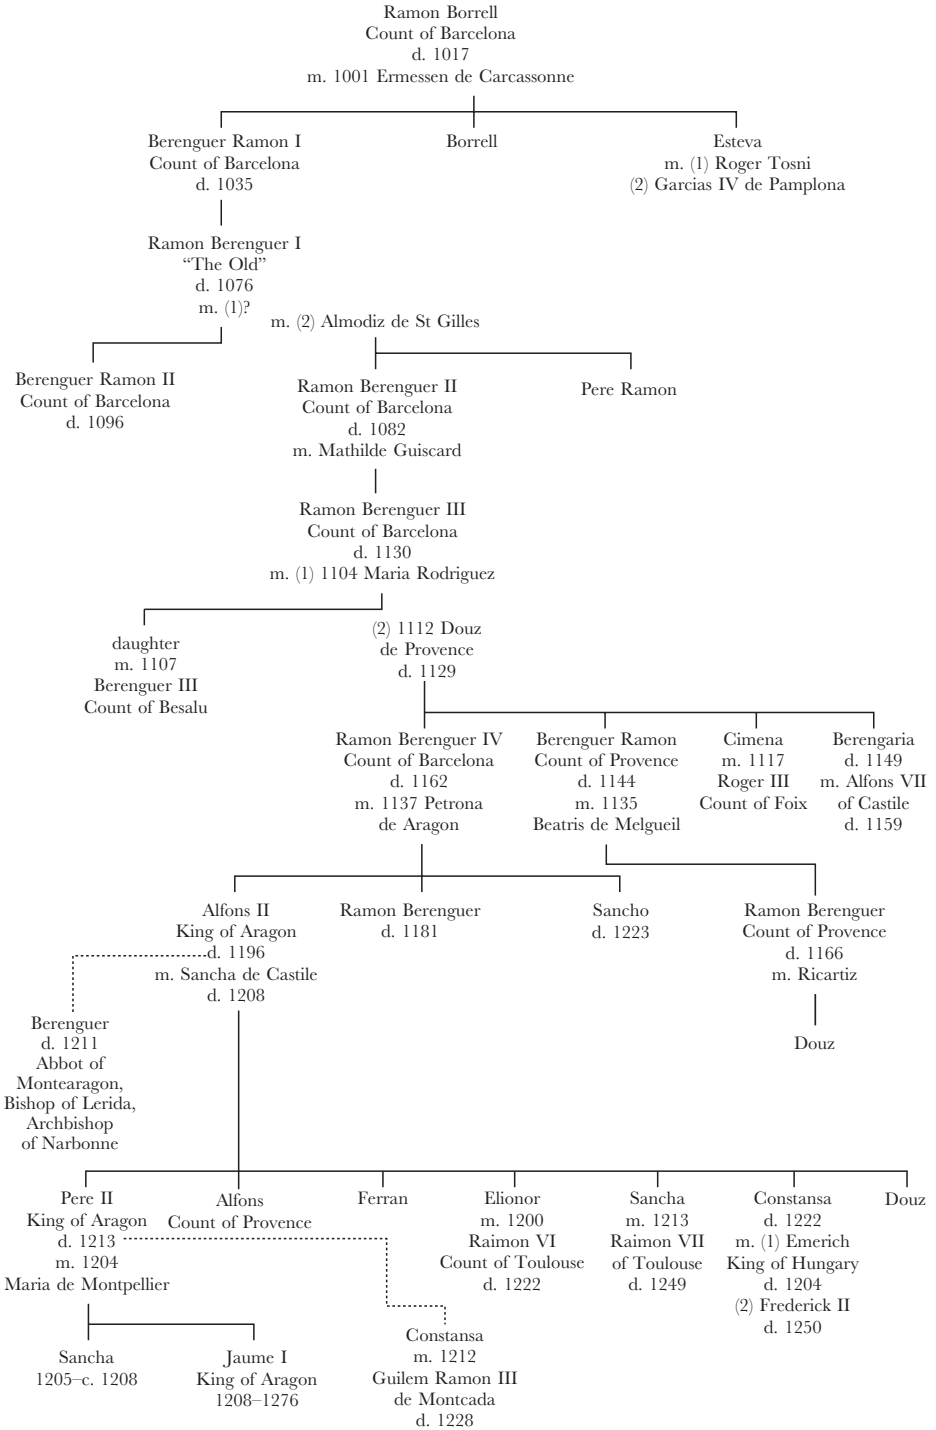 Ramon Borrell
Count of Barcelona
d. 1017
m. 1001 Ermessen de Carcassonne
Berenguer Ramon I
Count of Barcelona
d. 1035
Borrell
Esteva
m. (1) Roger Tosni
(2) Garcias IV de Pamplona
Ramon Berenguer I
“The Old”
d. 1076
m. (1)?
m. (2) Almodiz de St Gilles
Berenguer Ramon II
Count of Barcelona
d. 1096
Ramon Berenguer II
Count of Barcelona
d. 1082
m. Mathilde Guiscard
Pere Ramon
Ramon Berenguer III
Count of Barcelona
d. 1130
m. (1) 1104 Maria Rodriguez
daughter
m. 1107
Berenguer III
Count of Besalu
(2) 1112 Douz
de Provence
d. 1129
Ramon Berenguer IV
Count of Barcelona
d. 1162
m. 1137 Petrona
de Aragon
Berenguer Ramon
Count of Provence
d. 1144
m. 1135
Beatris de Melgueil
Cimena
m. 1117
Roger III
Count of Foix
Berengaria
d. 1149
m. Alfons VII
of Castile
d. 1159
Alfons II
King of Aragon
d. 1196
m. Sancha de Castile
d. 1208
Ramon Berenguer
d. 1181
Sancho
d. 1223
Ramon Berenguer
Count of Provence
d. 1166
m. Ricartiz
Douz
Berenguer
d. 1211
Abbot of
Montearagon,
Bishop of Lerida,
Archbishop
of Narbonne
Pere II
King of Aragon
d. 1213
m. 1204
Maria de Montpellier
Alfons
Count of Provence
Ferran
Elionor
m. 1200
Raimon VI
Count of Toulouse
d. 1222
Sancha
m. 1213
Raimon VII
of Toulouse
d. 1249
Constansa
d. 1222
m. (1) Emerich
King of Hungary
d. 1204
(2) Frederick II
d. 1250
Douz
Sancha
1205–c. 1208
Jaume I
King of Aragon
1208–1276
Constansa
m. 1212
Guilem Ramon III
de Montcada
d. 1228